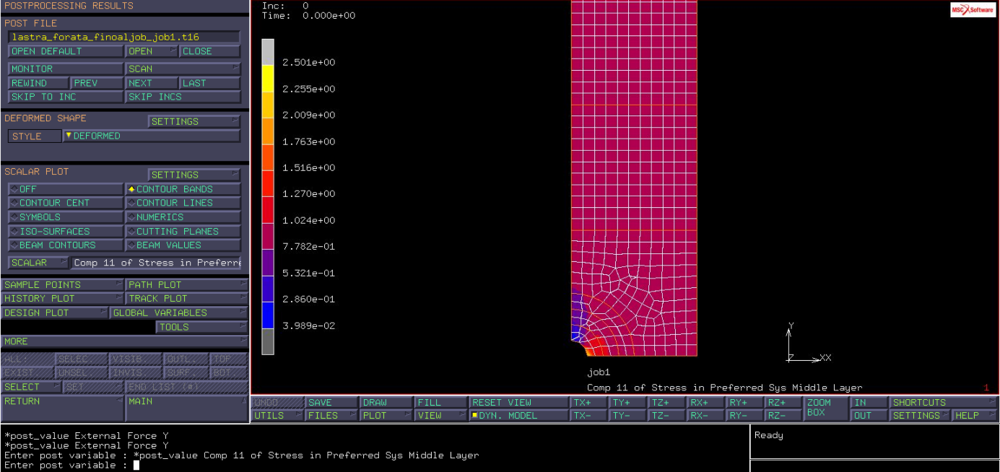 POSTPROCESSING RESULTS
POST FILE
lastra_forata_finoaljob_job1.t16
OPEN DEFAULT OPEN CLOSE
MONITOR SCAN
REWIND PREV NEXT LAST
SKIP TO INC SKIP INCS
DEFORMED SHAPE SETTINGS
STYLE DEFORMED
SCALAR PLOT SETTINGS
OFF CONTOUR BANDS
CONTOUR CENT CONTOUR LINES
SYMBOLS NUMERICS
ISO-SURFACES CUTTING PLANES
BEAM CONTOURS BEAM VALUES
SCALAR Comp 11 of Stress in Preferre
SAMPLE POINTS PATH PLOT
HISTORY PLOT TRACK PLOT
DESIGN PLOT GLOBAL VARIABLES
TOOLS
MORE
ALL: SELEC. VISIB. OUTL. TOP
EXIST. UNSEL. INVIS. SURF. BOT.
SELECT SET END LIST (#)
RETURN MAIN
Inc: 0
Time: 0.000e+00
MSC Software
2.501e+00
2.255e+00
2.009e+00
1.763e+00
1.516e+00
1.270e+00
1.024e+00
7.782e-01
5.321e-01
2.860e-01
3.989e-02
Y
Z XX
job1
Comp 11 of Stress in Preferred Sys Middle Layer
1
UNDO SAVE DRAW FILL RESET VIEW TX+ TY+ TZ+ RX+ RY+ RZ+ ZOOM BOX IN SHORTCUTS
UTILS FILES PLOT VIEW DYN. MODEL TX- TY- TZ- RX- RY- RZ- OUT SETTINGS HELP
*post_value External Force Y
*post_value External Force Y
Enter post variable : *post_value Comp 11 of Stress in Preferred Sys Middle Layer
Enter post variable :
Ready